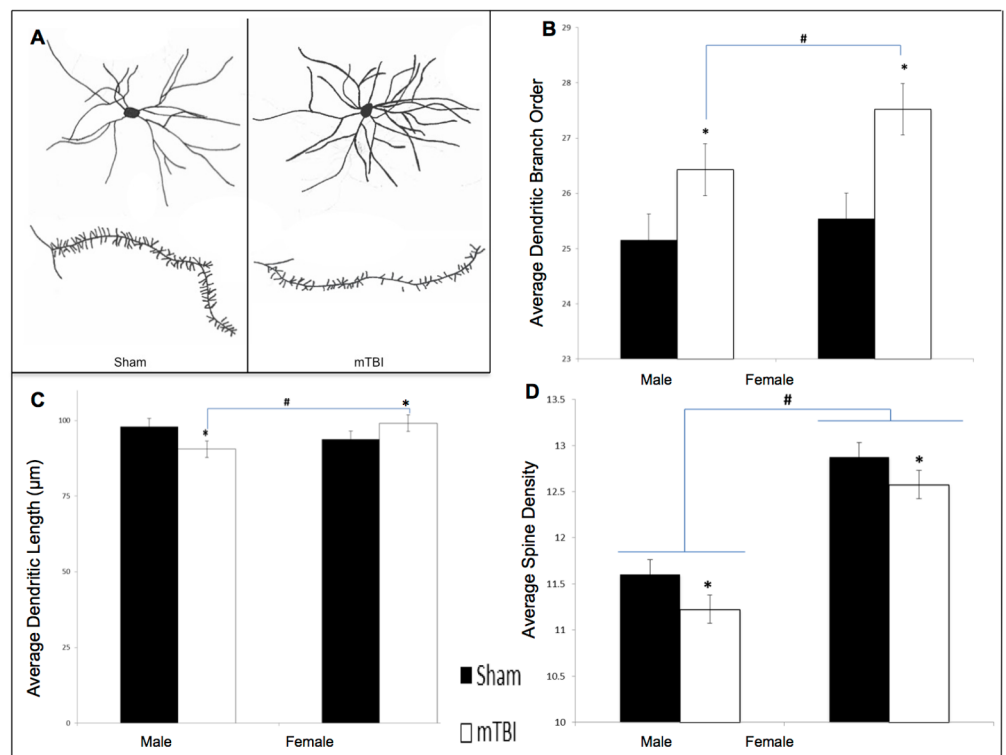 A
Sham
mTBI
B
Average Dendritic Branch Order
29
28
27
26
25
24
23
#
*
*
Male Female
C
Average Dendritic Length (µm)
100
75
50
25
0
#
*
*
Male Female
Sham
mTBI
D
Average Spine Density
13.5
13
12.5
12
11.5
11
10.5
10
#
*
*
Male Female